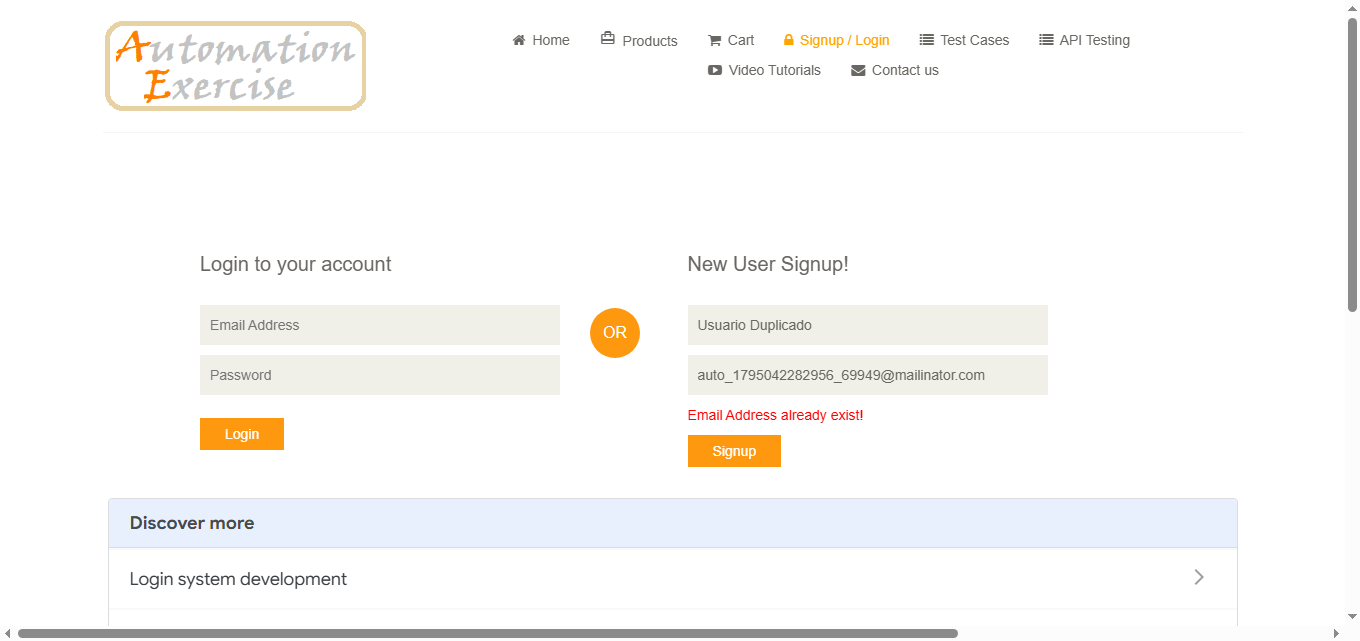 Automation
Exercise
Home
Products
Cart
Signup / Login
Test Cases
API Testing
Video Tutorials
Contact us
Login to your account
Email Address
Password
Login
OR
New User Signup!
Usuario Duplicado
auto_1795042282956_69949@mailinator.com
Email Address already exist!
Signup
Discover more
Login system development